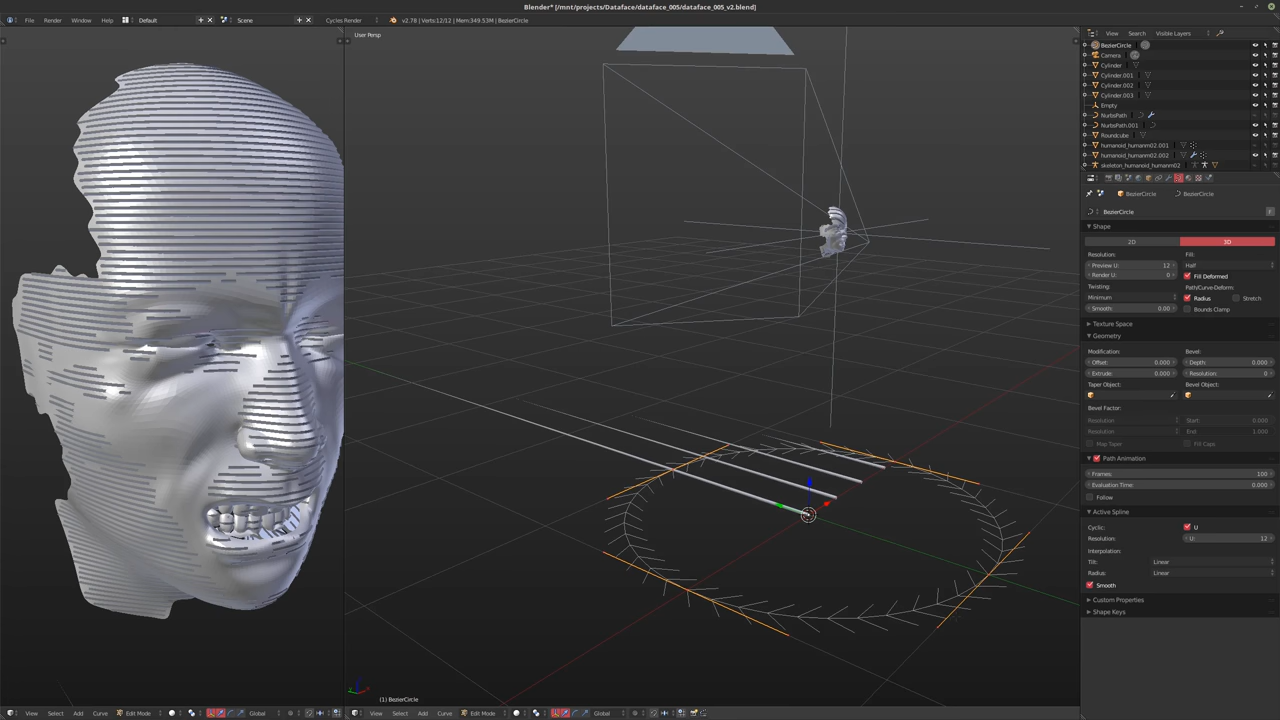 Blender* [/mnt/projects/Dataface/dataface_005/dataface_005_v2.blend]
File Render Window Help Default Scene Cycles Render v2.78 | Verts:12/12 | Mem:349.53M | BezierCircle
User Persp
View Search Visible Layers
BezierCircle
Camera
Cylinder
Cylinder.001
Cylinder.002
Cylinder.003
Empty
NurbsPath
NurbsPath.001
Roundcube
humanoid_humanm02.001
humanoid_humanm02.002
skeleton_humanoid_humanm02
BezierCircle BezierCircle
BezierCircle F
Shape
2D 3D
Resolution: Fill:
Preview U: 12 Half
Render U: 0 Fill Deformed
Twisting: Path/Curve-Deform:
Minimum Radius Stretch
Smooth: 0.00 Bounds Clamp
Texture Space
Geometry
Modification: Bevel:
Offset: 0.000 Depth: 0.000
Extrude: 0.000 Resolution: 0
Taper Object: Bevel Object:
Bevel Factor:
Resolution Start: 0.000
Resolution End: 1.000
Map Taper Fill Caps
Path Animation
Frames: 100
Evaluation Time: 0.000
Follow
Active Spline
Cyclic: U
Resolution: U: 12
Interpolation:
Tilt: Linear
Radius: Linear
Smooth
Custom Properties
Shape Keys
(1) BezierCircle
View Select Add Curve Edit Mode Global
View Select Add Curve Edit Mode Global